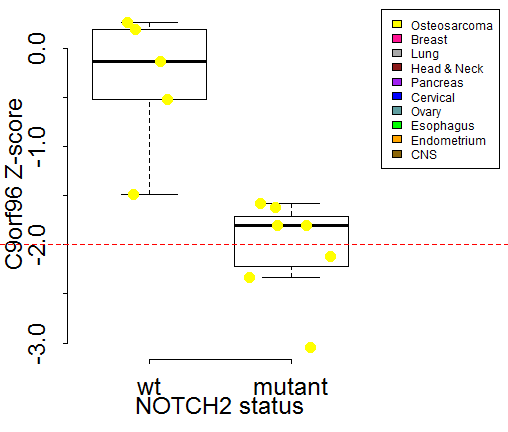 C9orf96 Z-score
0.0
-1.0
-2.0
-3.0
wt mutant
NOTCH2 status
Osteosarcoma
Breast
Lung
Head & Neck
Pancreas
Cervical
Ovary
Esophagus
Endometrium
CNS